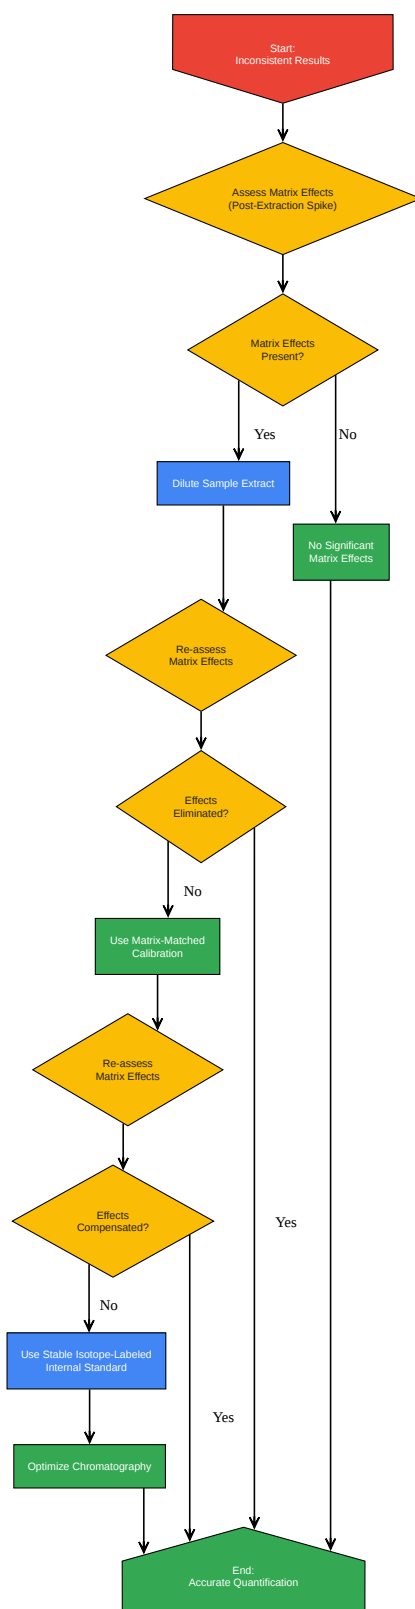 Start:
Inconsistent Results
Assess Matrix Effects
(Post-Extraction Spike)
Matrix Effects
Present?
Yes
No
Dilute Sample Extract
No Significant
Matrix Effects
Re-assess
Matrix Effects
Effects
Eliminated?
No
Use Matrix-Matched
Calibration
Re-assess
Matrix Effects
Effects
Compensated?
Yes
No
Use Stable Isotope-Labeled
Internal Standard
Yes
Optimize Chromatography
End:
Accurate Quantification